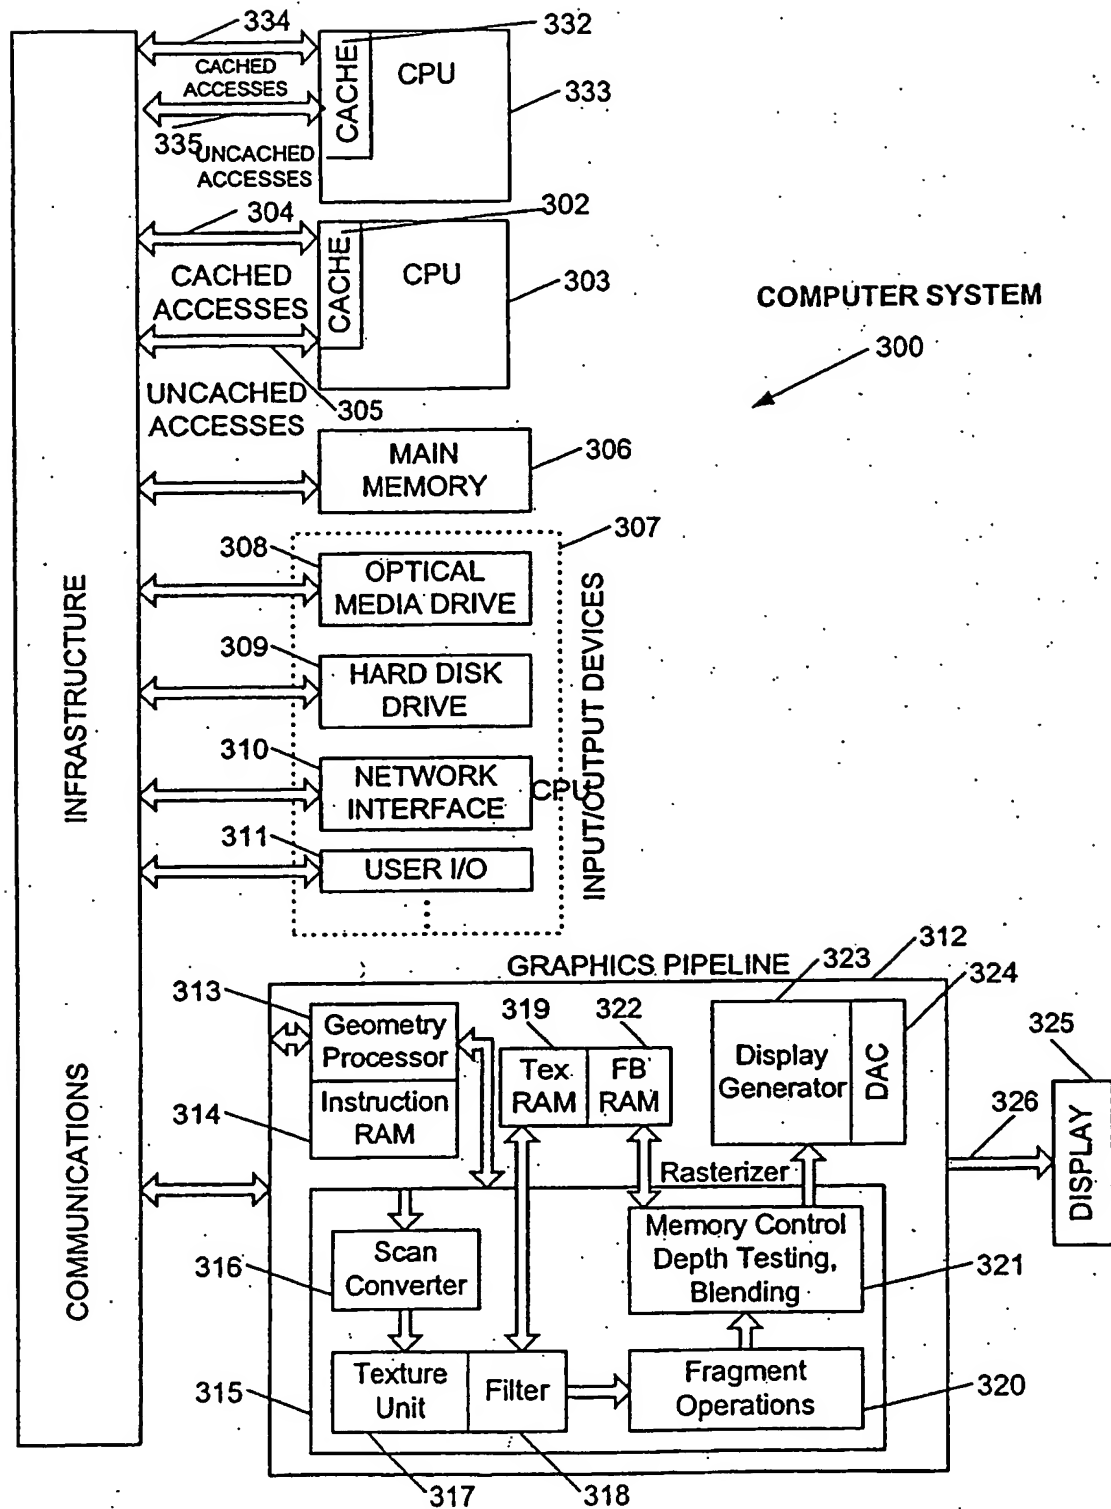 334
332
CPU
CACHED
ACCESSES
CACHE
333
335
UNCACHED
ACCESSES
304
302
CACHE
CPU
303
CACHED
ACCESSES
COMPUTER SYSTEM
300
UNCACHED
ACCESSES
305
MAIN
MEMORY
306
307
308
OPTICAL
MEDIA DRIVE
309
HARD DISK
DRIVE
310
NETWORK
INTERFACE
CPU
311
USER I/O
INPUT/OUTPUT DEVICES
COMMUNICATIONS INFRASTRUCTURE
GRAPHICS PIPELINE
323
312
324
313
Geometry
Processor
319
322
Tex
RAM
FB
RAM
Display
Generator
DAC
325
314
Instruction
RAM
326
DISPLAY
Rasterizer
316
Scan
Converter
Memory Control
Depth Testing,
Blending
321
315
Texture
Unit
Filter
Fragment
Operations
320
317
318